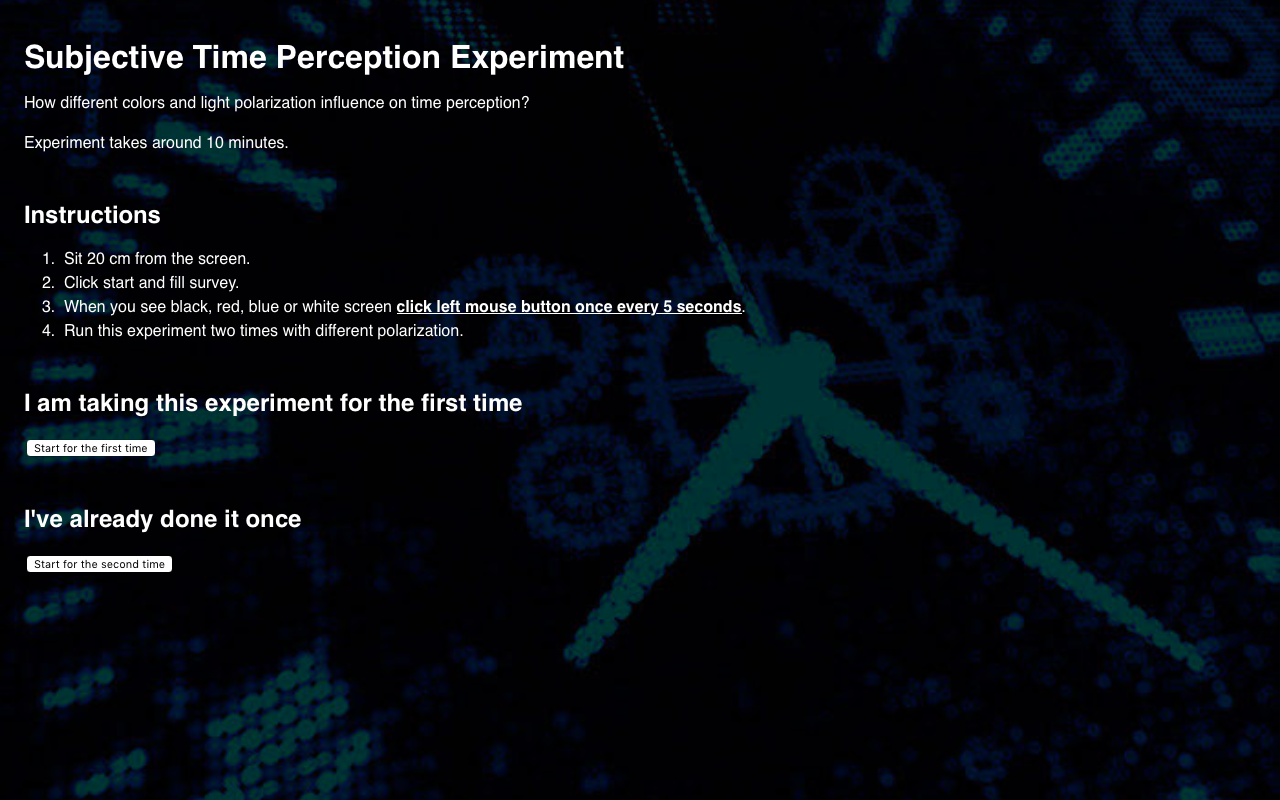 Subjective Time Perception Experiment
How different colors and light polarization influence on time perception?
Experiment takes around 10 minutes.
Instructions
1. Sit 20 cm from the screen.
2. Click start and fill survey.
3. When you see black, red, blue or white screen click left mouse button once every 5 seconds.
4. Run this experiment two times with different polarization.
I am taking this experiment for the first time
Start for the first time
I've already done it once
Start for the second time